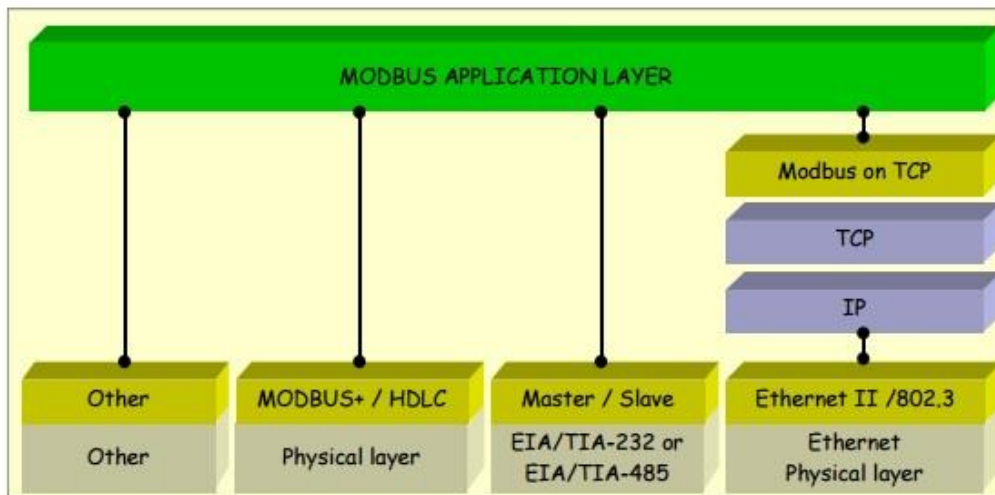 MODBUS APPLICATION LAYER
Modbus on TCP
TCP
IP
Other
MODBUS+ / HDLC
Master / Slave
Ethernet II /802.3
Other
Physical layer
EIA/TIA-232 or
EIA/TIA-485
Ethernet
Physical layer